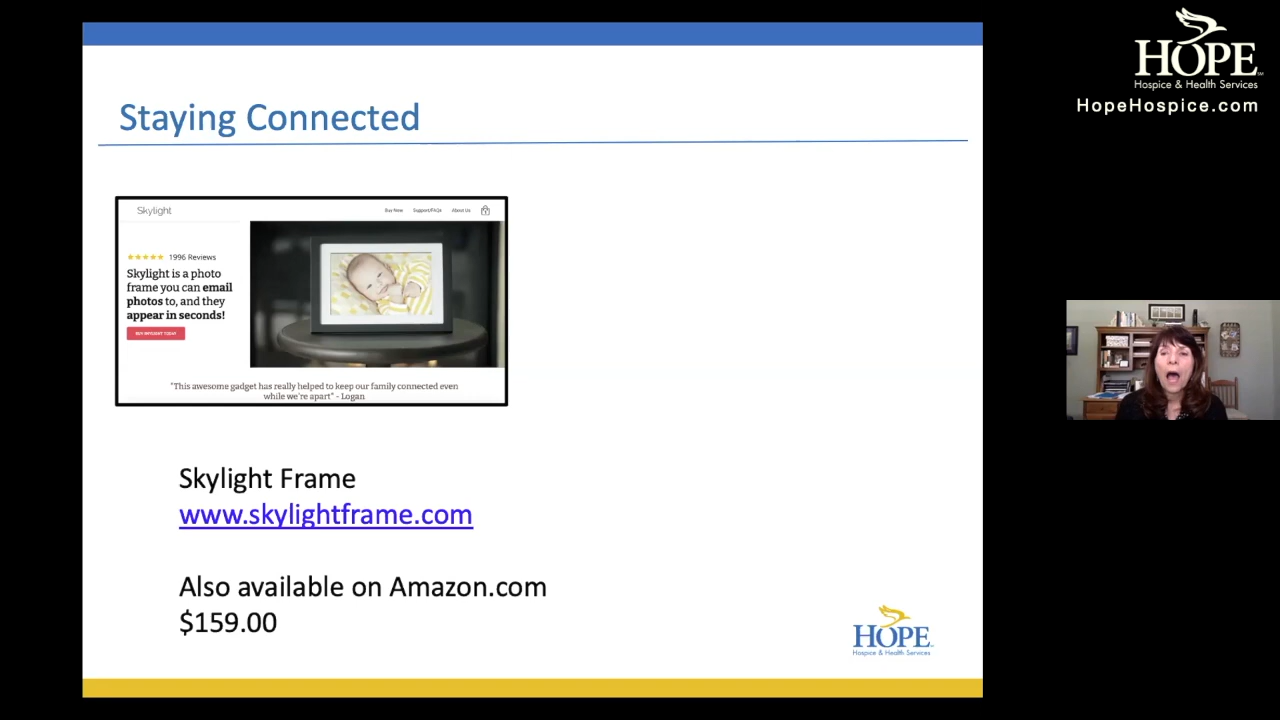 HOPE
Hospice & Health Services
HopeHospice.com
Staying Connected
Skylight
Buy Now Support/FAQs About Us
1996 Reviews
Skylight is a photo
frame you can email
photos to, and they
appear in seconds!
BUY SKYLIGHT TODAY
"This awesome gadget has really helped to keep our family connected even
while we're apart" - Logan
Skylight Frame
www.skylightframe.com
Also available on Amazon.com
$159.00
HOPE
Hospice & Health Services